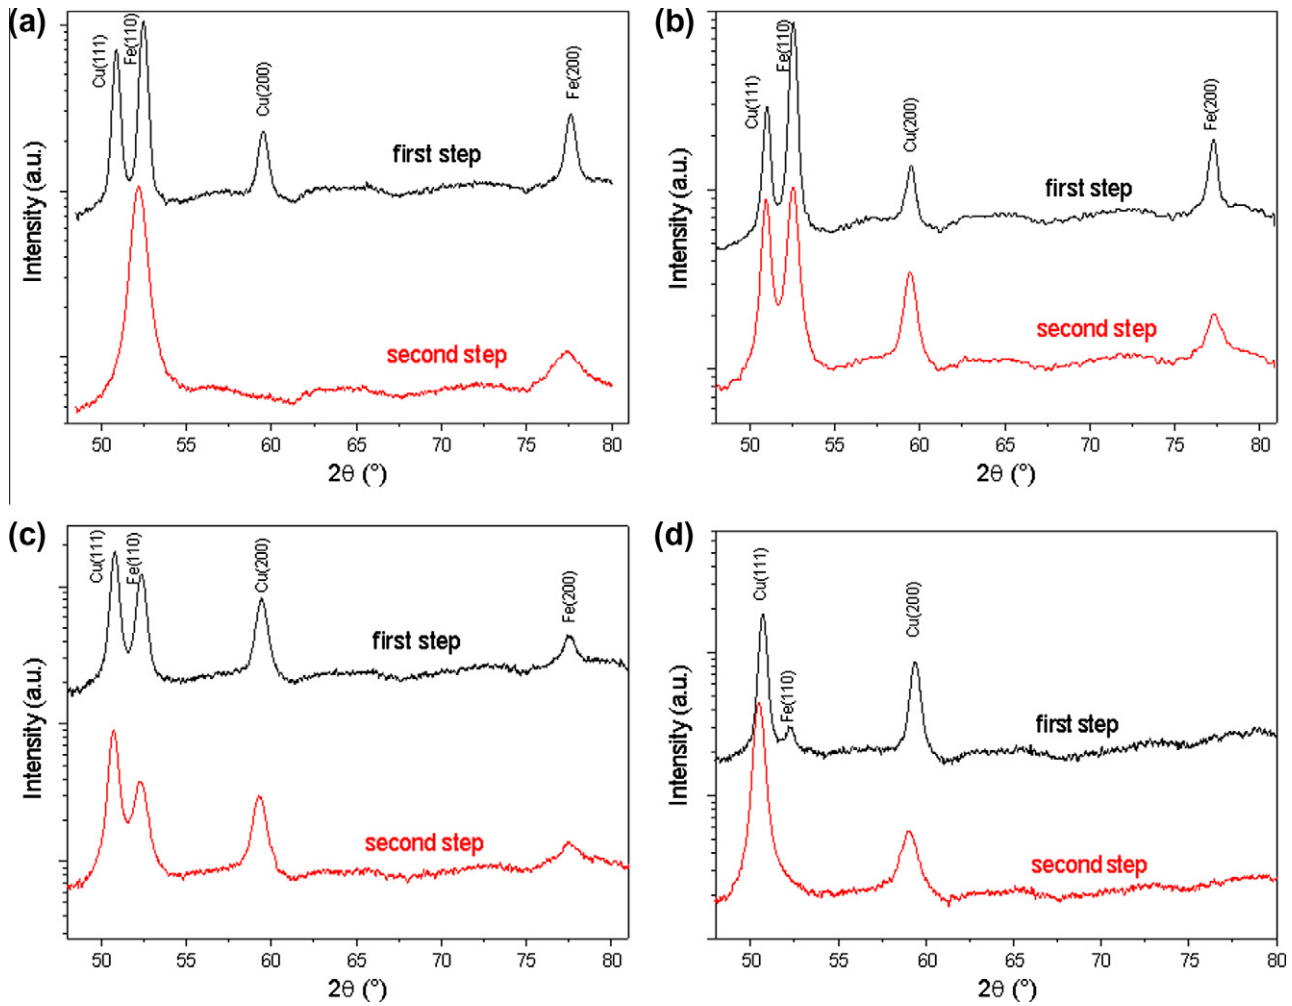 (a)
Cu(111)
Fe(110)
Cu(200)
Fe(200)
first step
second step
Intensity (a.u.)
50 55 60 65 70 75 80
2θ (°)
(b)
Cu(111)
Fe(110)
Cu(200)
Fe(200)
first step
second step
Intensity (a.u.)
50 55 60 65 70 75 80
2θ (°)
(c)
Cu(111)
Fe(110)
Cu(200)
Fe(200)
first step
second step
Intensity (a.u.)
50 55 60 65 70 75 80
2θ (°)
(d)
Cu(111)
Fe(110)
Cu(200)
first step
second step
Intensity (a.u.)
50 55 60 65 70 75 80
2θ (°)